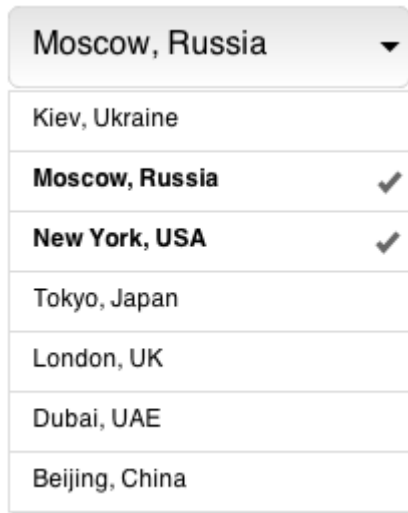 Moscow, Russia
Kiev, Ukraine
Moscow, Russia
New York, USA
Tokyo, Japan
London, UK
Dubai, UAE
Beijing, China